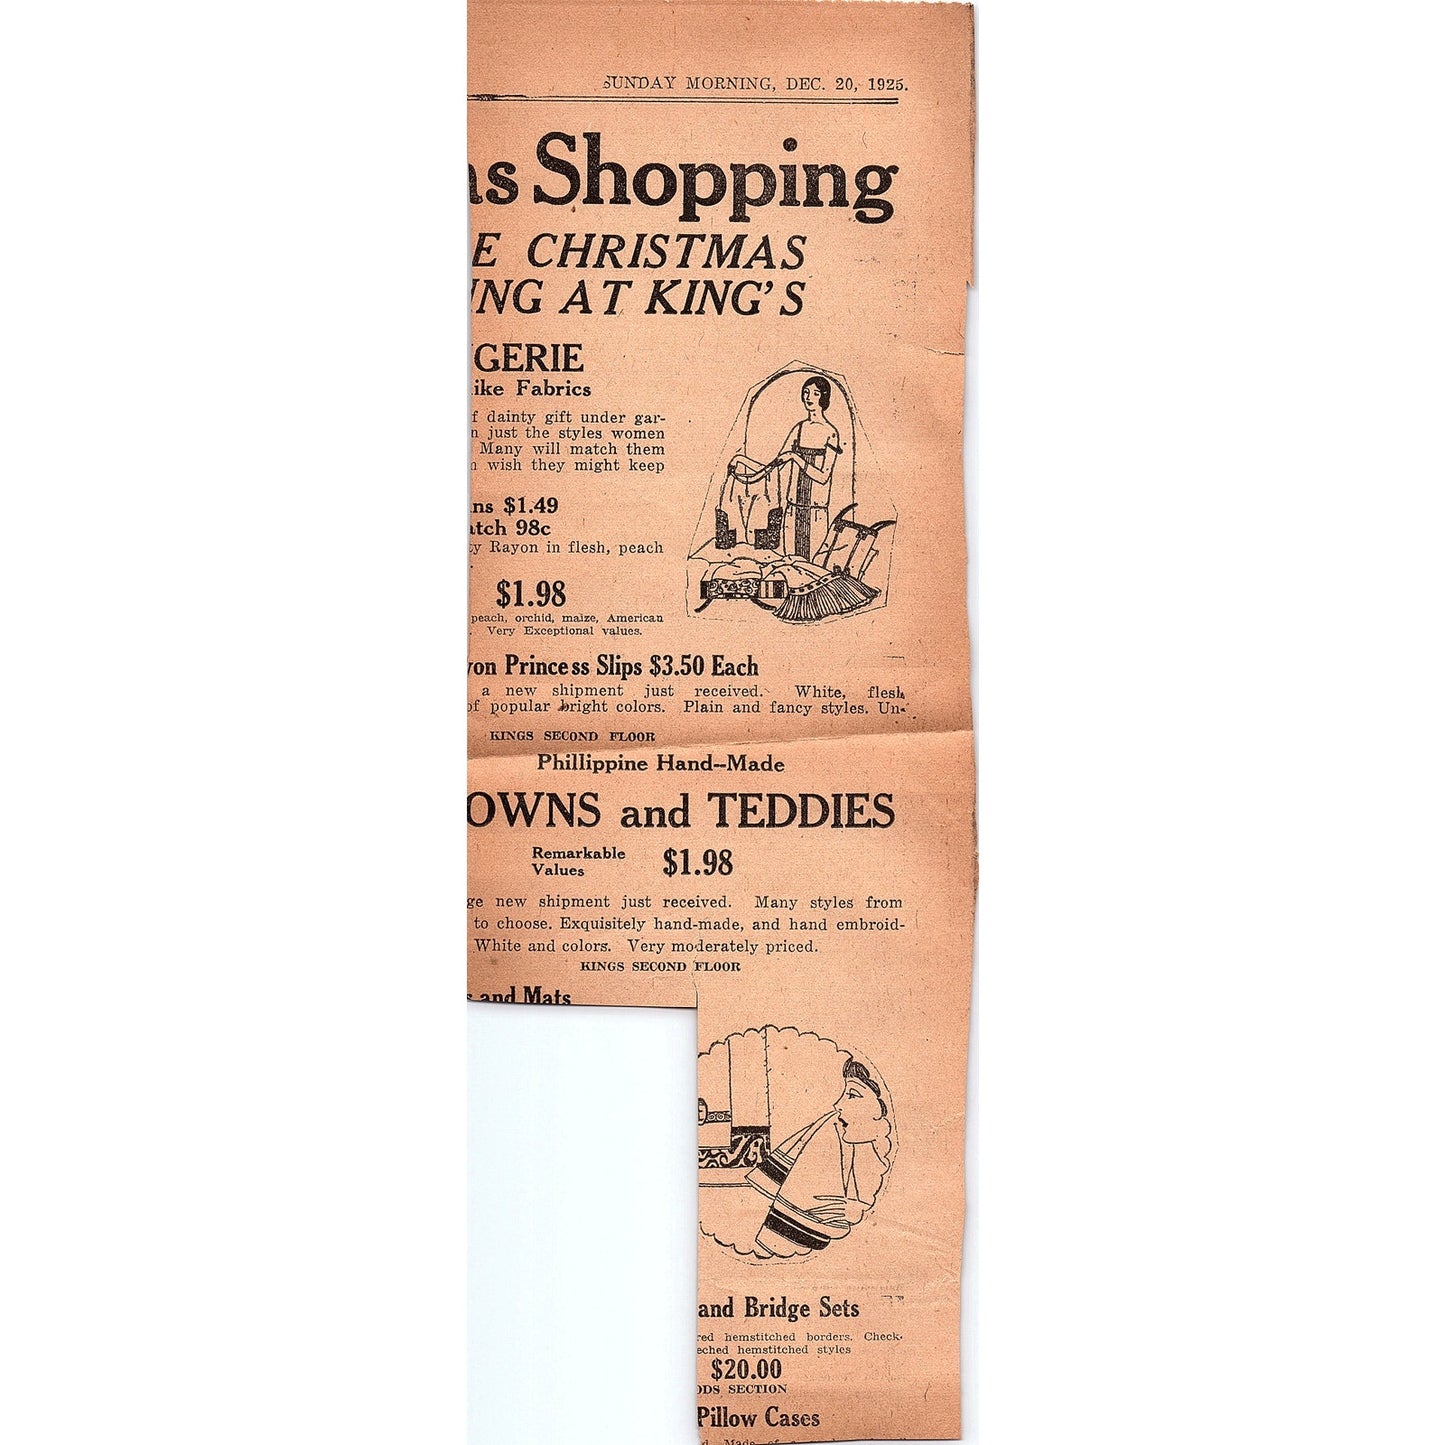 SUNDAY MORNING, DEC. 20, 1925.
as Shopping
E CHRISTMAS
ING AT KING'S
GERIE
ike Fabrics
f dainty gift under gar-
n just the styles women
Many will match them
n wish they might keep
ns $1.49
atch 98c
ty Rayon in flesh, peach
$1.98
peach, orchid, maize, American
. Very Exceptional values.
yon Princess Slips $3.50 Each
a new shipment just received. White, flesh
of popular bright colors. Plain and fancy styles. Un-
KINGS SECOND FLOOR
Phillippine Hand--Made
OWNS and TEDDIES
Remarkable
Values $1.98
ge new shipment just received. Many styles from
to choose. Exquisitely hand-made, and hand embroid-
White and colors. Very moderately priced.
KINGS SECOND FLOOR
s and Mats
and Bridge Sets
red hemstitched borders. Check-
eched hemstitched styles
$20.00
ODS SECTION
Pillow Cases
Made of